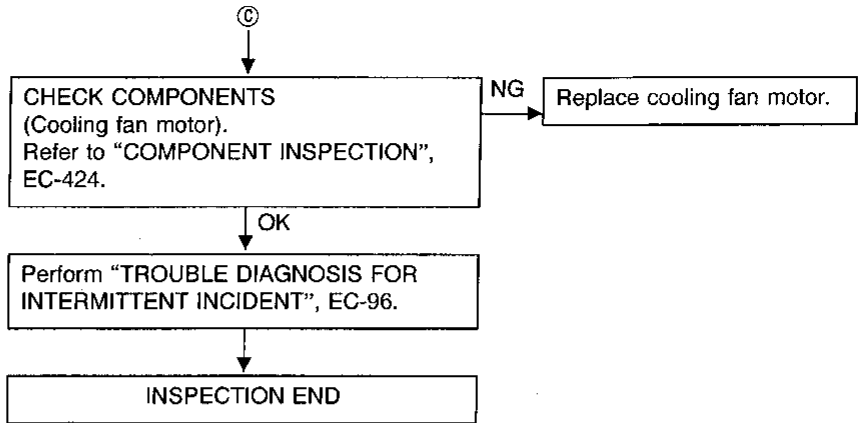 Ⓒ
CHECK COMPONENTS
(Cooling fan motor).
Refer to “COMPONENT INSPECTION”,
EC-424.
NG
Replace cooling fan motor.
OK
Perform “TROUBLE DIAGNOSIS FOR
INTERMITTENT INCIDENT”, EC-96.
INSPECTION END